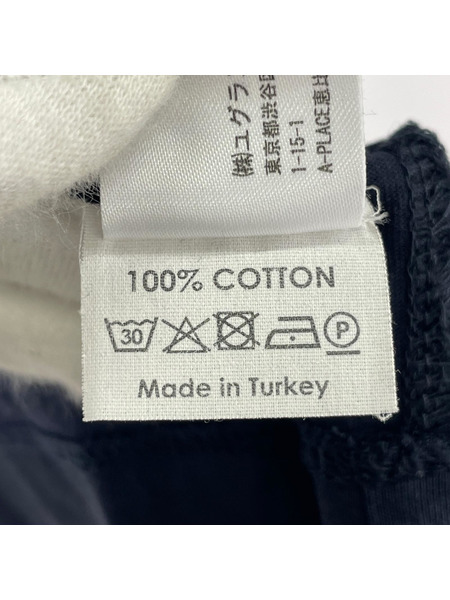 (株)ユグラ
東京都渋谷区
1-15-1
A-PLACE恵比
100% COTTON
30 P
Made in Turkey